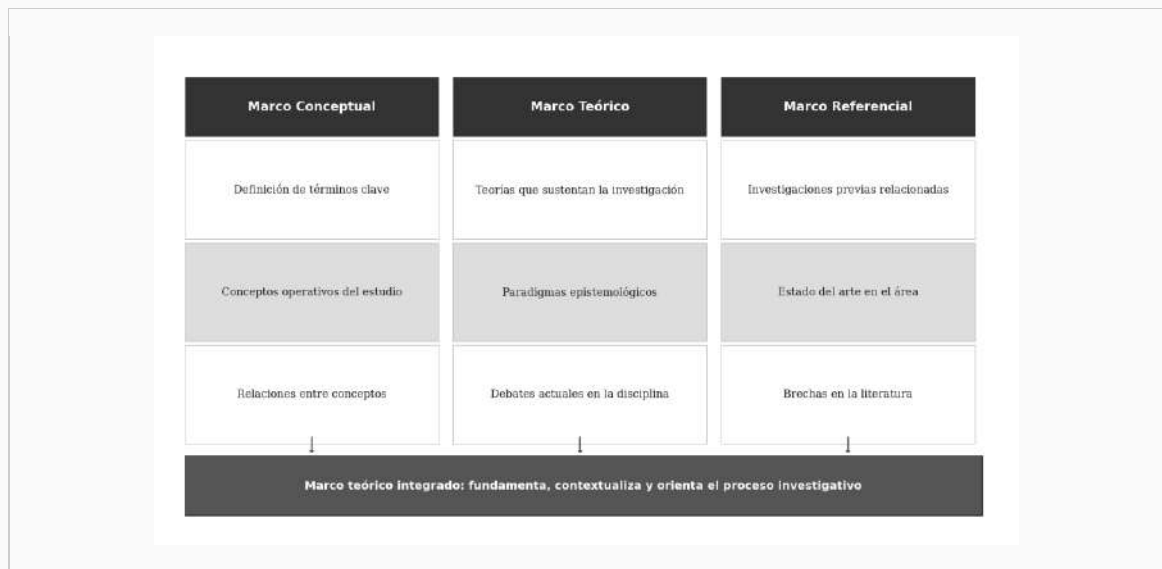 Marco Conceptual
Marco Teórico
Marco Referencial
Definición de términos clave
Teorías que sustentan la investigación
Investigaciones previas relacionadas
Conceptos operativos del estudio
Paradigmas epistemológicos
Estado del arte en el área
Relaciones entre conceptos
Debates actuales en la disciplina
Brechas en la literatura
Marco teórico integrado: fundamenta, contextualiza y orienta el proceso investigativo